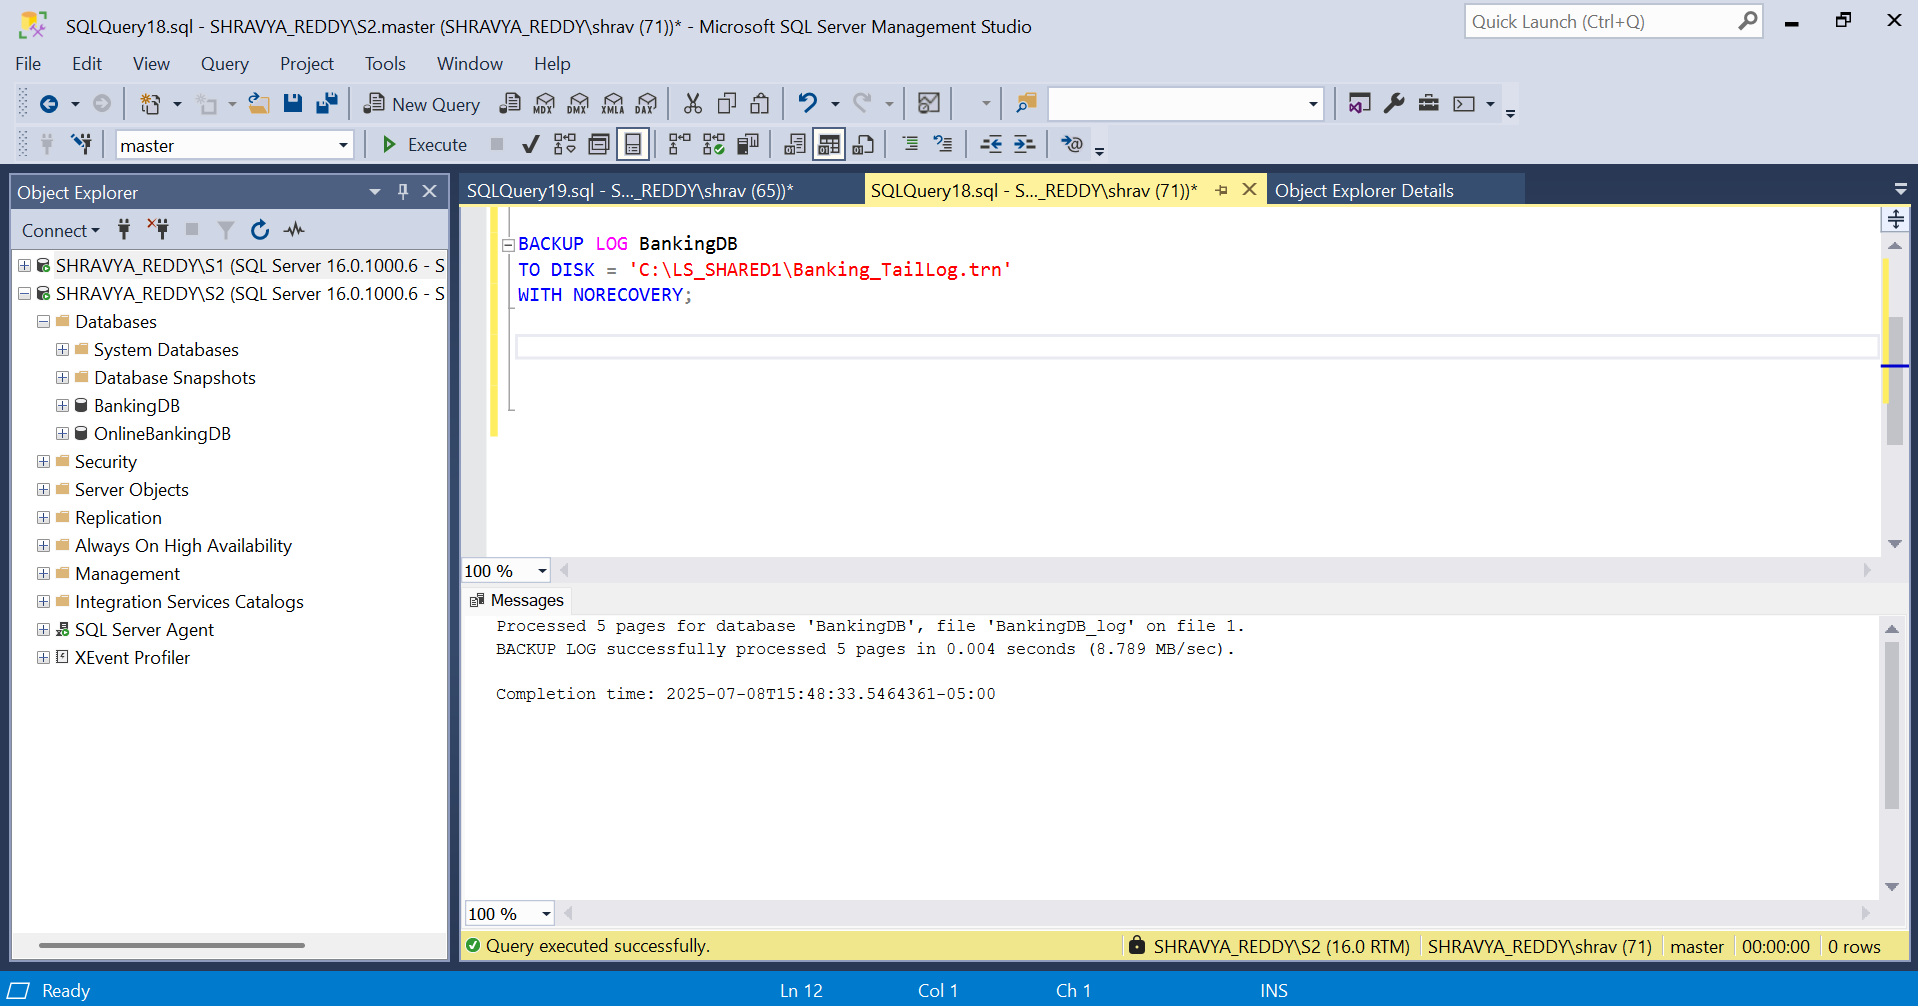 SQLQuery18.sql - SHRAVYA_REDDY\S2.master (SHRAVYA_REDDY\shrav (71))* - Microsoft SQL Server Management Studio
Quick Launch (Ctrl+Q)
File Edit View Query Project Tools Window Help
New Query MDX DMX XMLA DAX
master Execute
Object Explorer
Connect
SHRAVYA_REDDY\S1 (SQL Server 16.0.1000.6 - S
SHRAVYA_REDDY\S2 (SQL Server 16.0.1000.6 - S
Databases
System Databases
Database Snapshots
BankingDB
OnlineBankingDB
Security
Server Objects
Replication
Always On High Availability
Management
Integration Services Catalogs
SQL Server Agent
XEvent Profiler
SQLQuery19.sql - S..._REDDY\shrav (65))* SQLQuery18.sql - S..._REDDY\shrav (71))* Object Explorer Details
BACKUP LOG BankingDB
TO DISK = 'C:\LS_SHARED1\Banking_TailLog.trn'
WITH NORECOVERY;
100 %
Messages
Processed 5 pages for database 'BankingDB', file 'BankingDB_log' on file 1.
BACKUP LOG successfully processed 5 pages in 0.004 seconds (8.789 MB/sec).
Completion time: 2025-07-08T15:48:33.5464361-05:00
100 %
Query executed successfully. SHRAVYA_REDDY\S2 (16.0 RTM) SHRAVYA_REDDY\shrav (71) master 00:00:00 0 rows
Ready Ln 12 Col 1 Ch 1 INS